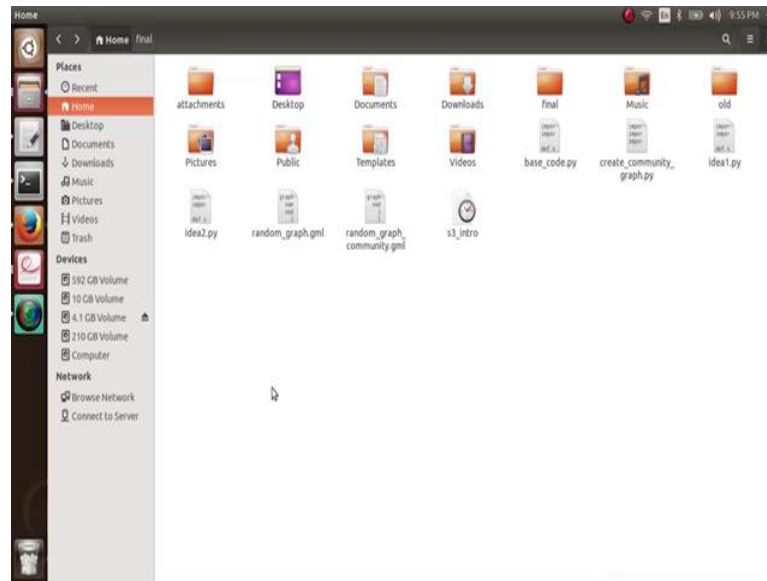 Home
En
9:55 PM
Home final
Places
Recent
Home
Desktop
Documents
Downloads
Music
Pictures
Videos
Trash
Devices
592 GB Volume
10 GB Volume
4.1 GB Volume
210 GB Volume
Computer
Network
Browse Network
Connect to Server
attachments
Desktop
Documents
Downloads
final
Music
old
Pictures
Public
Templates
Videos
base_code.py
create_community_
graph.py
idea1.py
idea2.py
random_graph.gml
random_graph_
community.gml
s3_intro